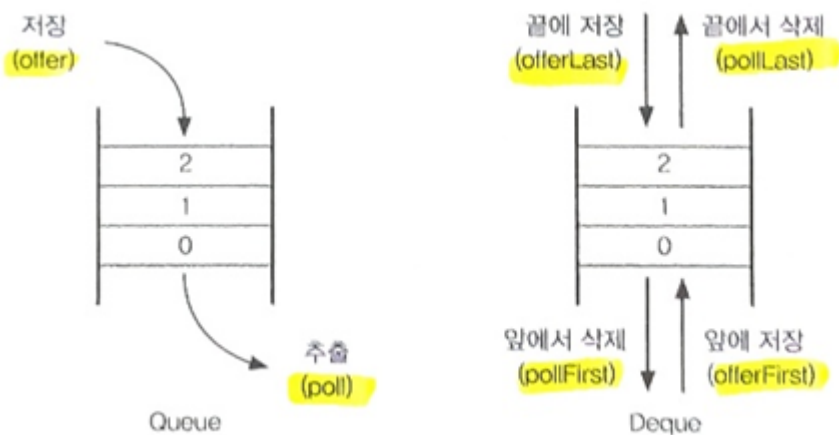 저장
(offer)
2
1
0
추출
(poll)
Queue
끝에 저장
(offerLast)
끝에서 삭제
(pollLast)
2
1
0
앞에서 삭제
(pollFirst)
앞에 저장
(offerFirst)
Deque